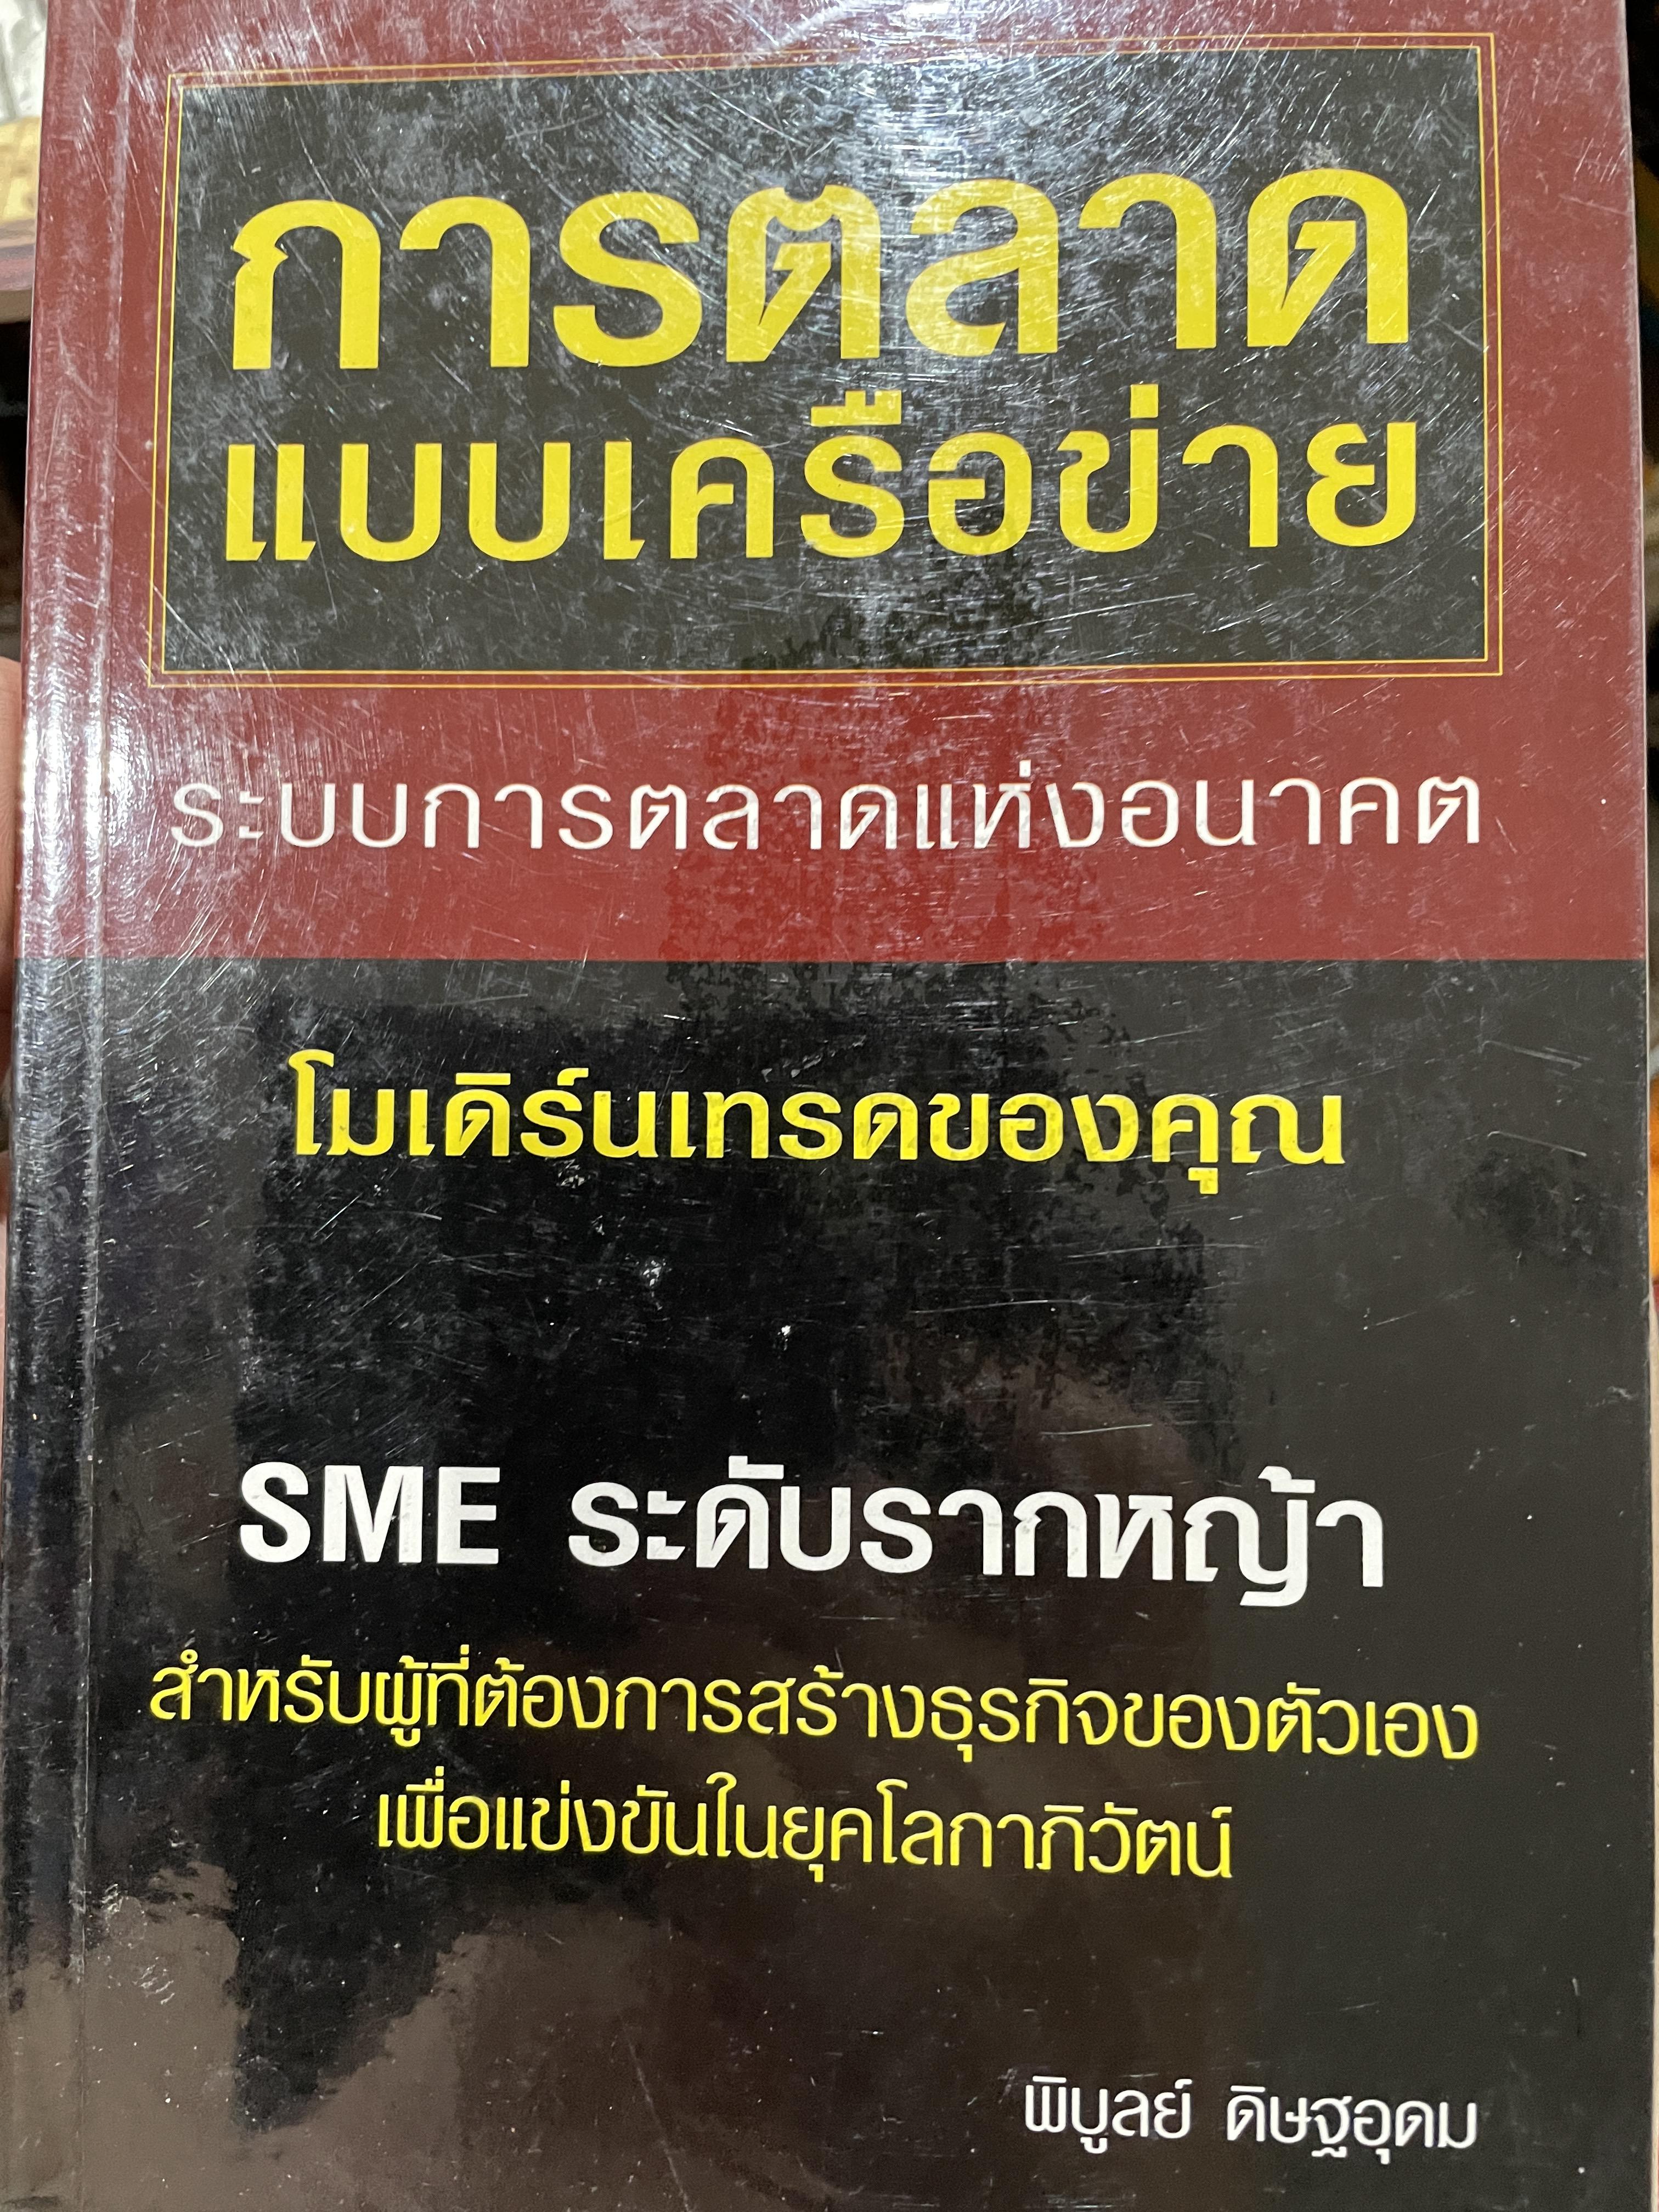 การตลาด
แบบเครือข่าย
ระบบการตลาดแห่งอนาคต
โมเดิร์นเทรดของคุณ
SME ระดับรากหญ้า
สำหรับผู้ที่ต้องการสร้างธุรกิจของตัวเอง
เพื่อแข่งขันในยุคโลกาภิวัตน์
พิบูลย์ ดิษฐอุดม